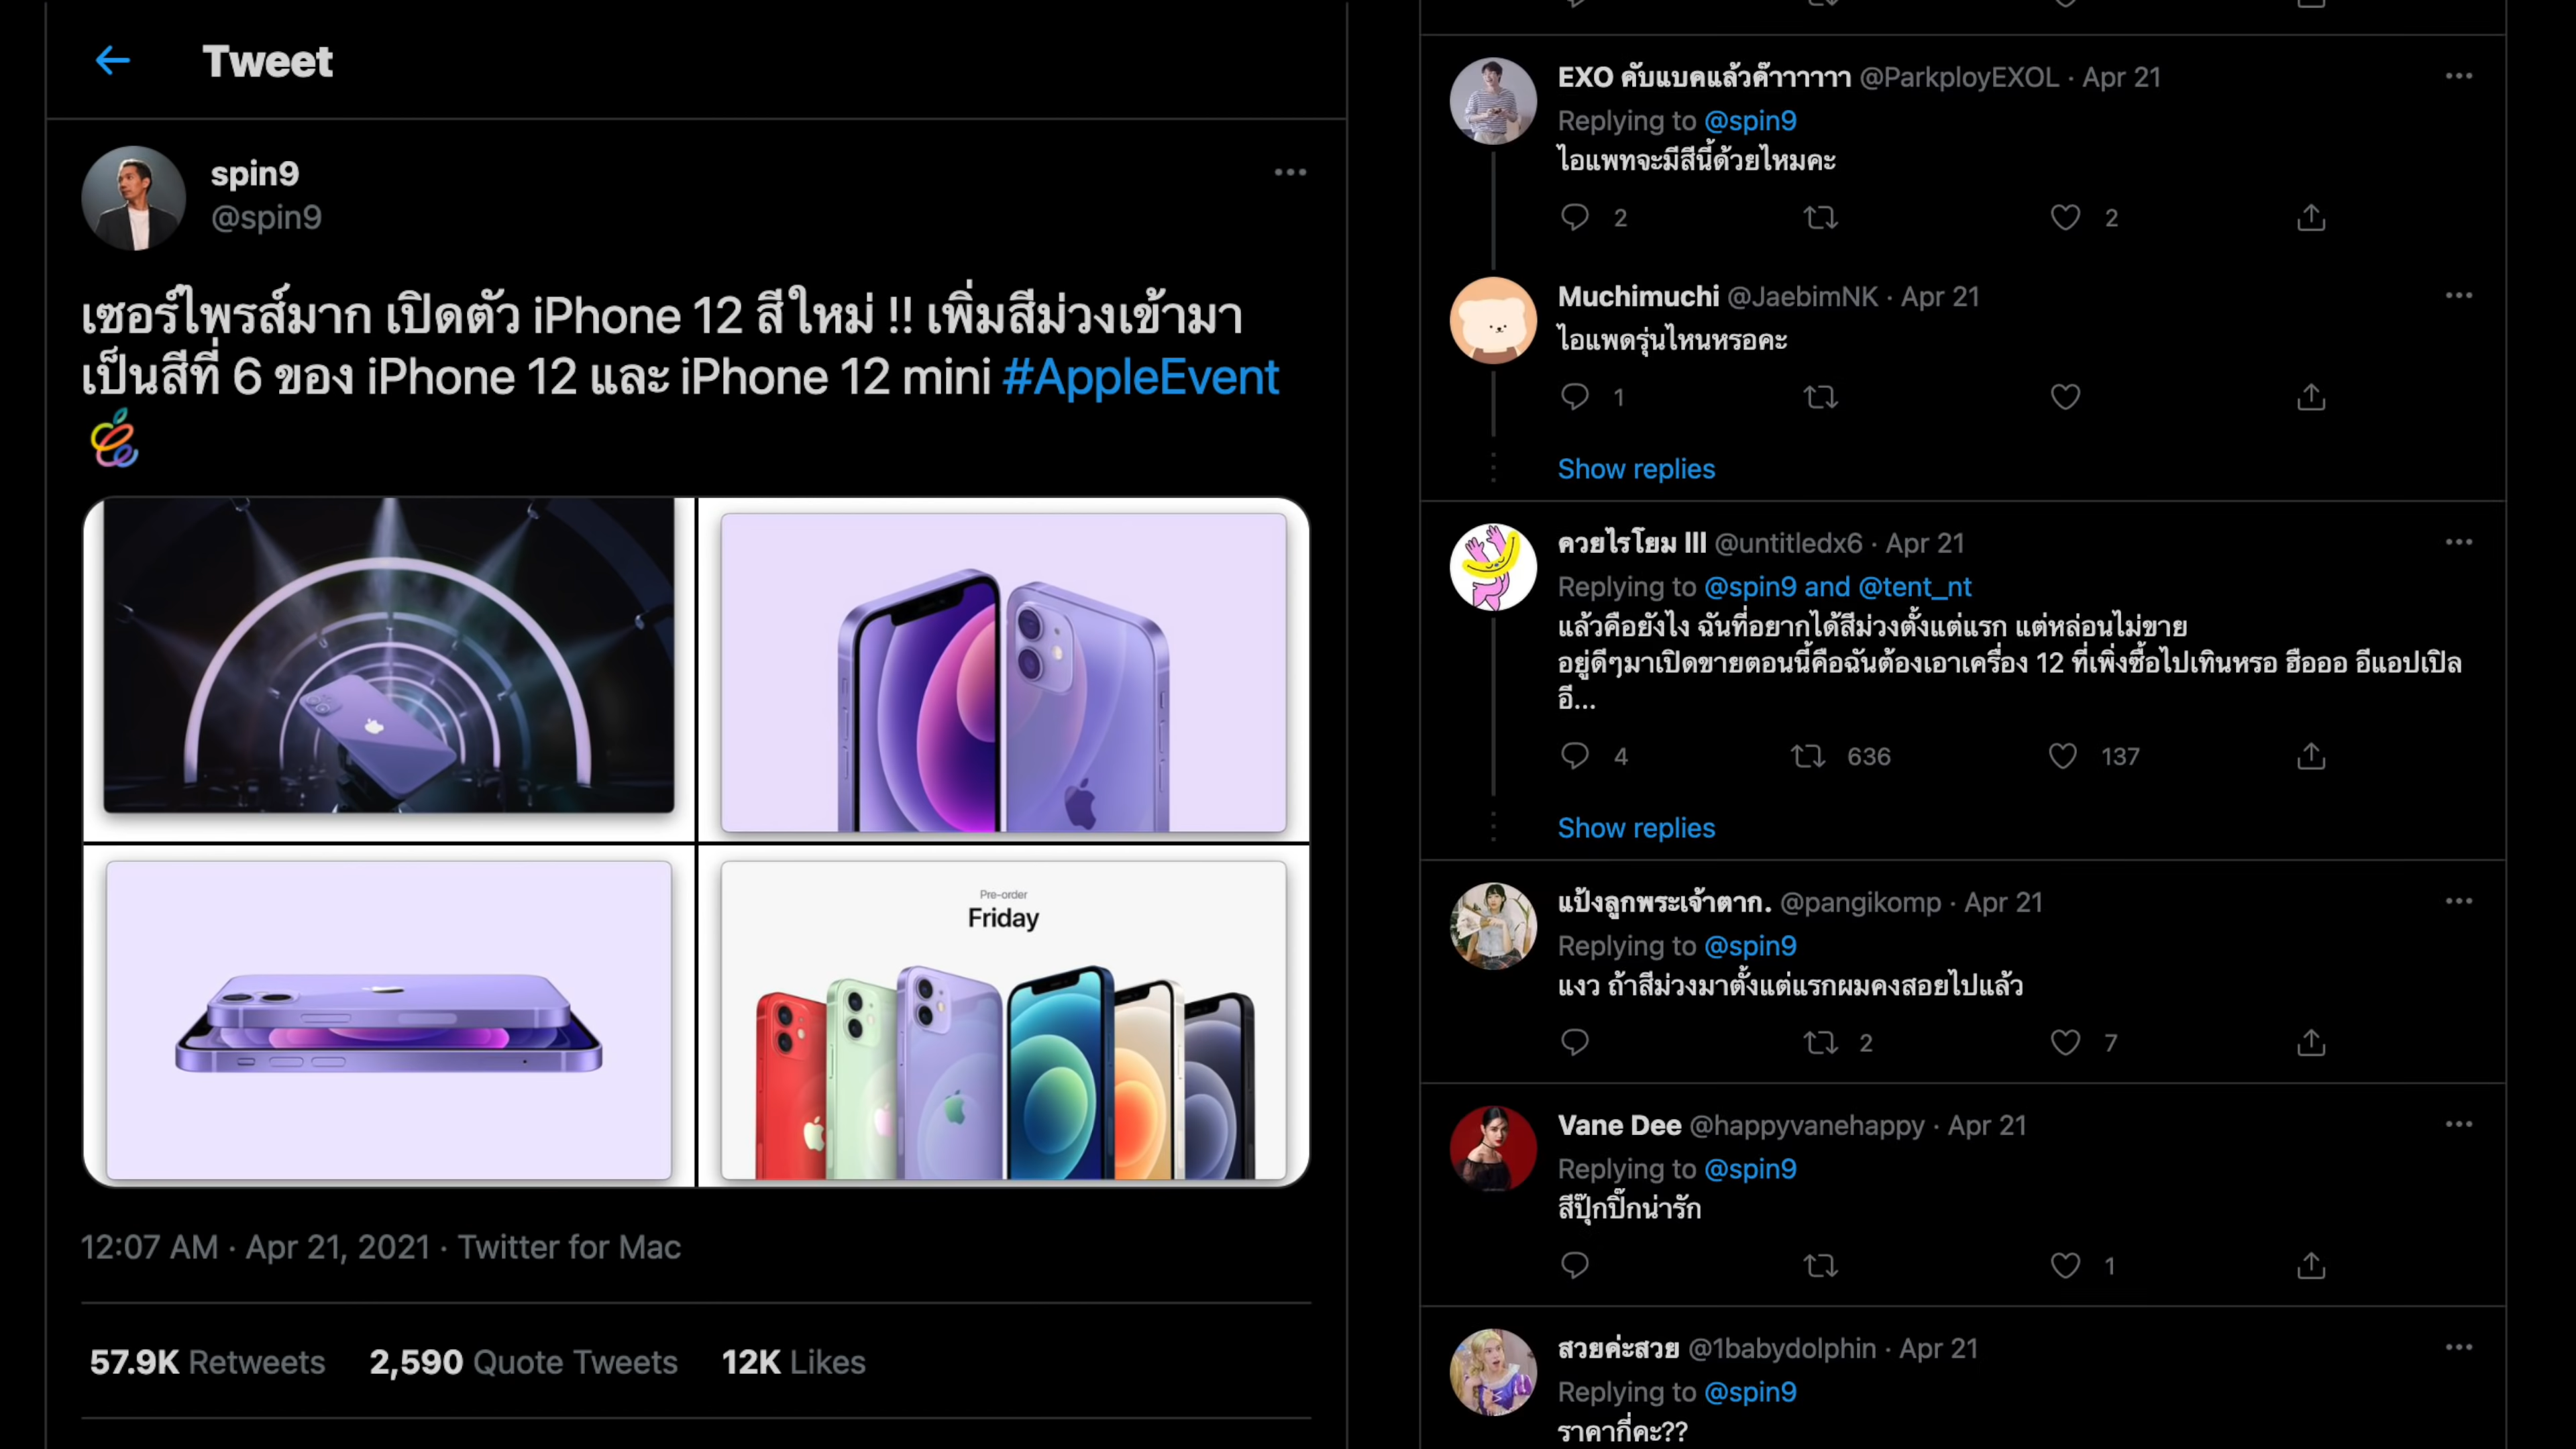 Tweet
spin9
@spin9
เซอร์ไพรส์มาก เปิดตัว iPhone 12 สีใหม่ !! เพิ่มสีม่วงเข้ามา
เป็นสีที่ 6 ของ iPhone 12 และ iPhone 12 mini #AppleEvent
Pre-order
Friday
12:07 AM · Apr 21, 2021 · Twitter for Mac
57.9K Retweets 2,590 Quote Tweets 12K Likes
EXO คับแบคแล้วค๊าาาาาา @ParkployEXOL · Apr 21
Replying to @spin9
ไอแพทจะมีสีนี้ด้วยไหมคะ
2 2
Muchimuchi @JaebimNK · Apr 21
ไอแพดรุ่นไหนหรอคะ
1
Show replies
ควยไรโยม lll @untitledx6 · Apr 21
Replying to @spin9 and @tent_nt
แล้วคือยังไง ฉันที่อยากได้สีม่วงตั้งแต่แรก แต่หล่อนไม่ขาย
อยู่ดีๆมาเปิดขายตอนนี้คือฉันต้องเอาเครื่อง 12 ที่เพิ่งซื้อไปเทินหรอ ฮือออ อีแอปเปิล
อี...
4 636 137
Show replies
แป้งลูกพระเจ้าตาก. @pangikomp · Apr 21
Replying to @spin9
แงว ถ้าสีม่วงมาตั้งแต่แรกผมคงสอยไปแล้ว
2 7
Vane Dee @happyvanehappy · Apr 21
Replying to @spin9
สีปุ๊กปิ๊กน่ารัก
1
สวยค่ะสวย @1babydolphin · Apr 21
Replying to @spin9
ราคากี่คะ??